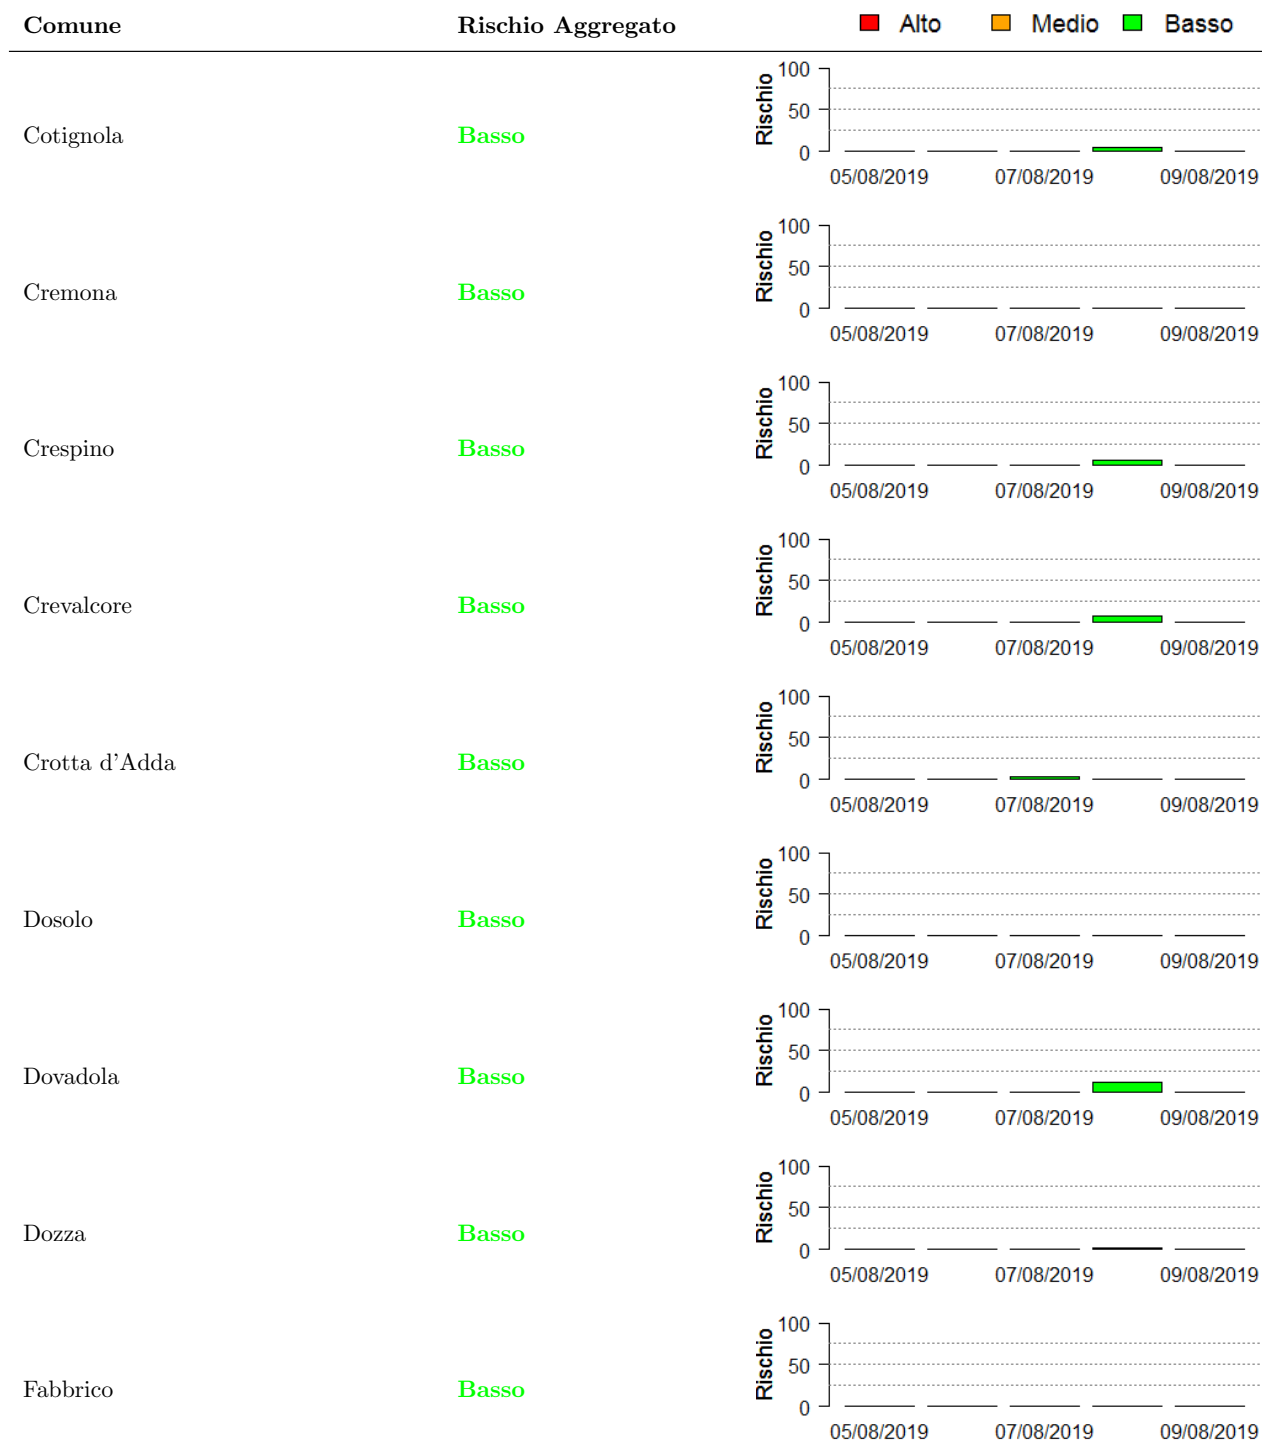 Comune Rischio Aggregato Alto Medio Basso
100
50
0
Rischio
Cotignola Basso
05/08/2019 07/08/2019 09/08/2019
100
50
0
Rischio
Cremona Basso
05/08/2019 07/08/2019 09/08/2019
100
50
0
Rischio
Crespino Basso
05/08/2019 07/08/2019 09/08/2019
100
50
0
Rischio
Crevalcore Basso
05/08/2019 07/08/2019 09/08/2019
100
50
0
Rischio
Crotta d'Adda Basso
05/08/2019 07/08/2019 09/08/2019
100
50
0
Rischio
Dosolo Basso
05/08/2019 07/08/2019 09/08/2019
100
50
0
Rischio
Dovadola Basso
05/08/2019 07/08/2019 09/08/2019
100
50
0
Rischio
Dozza Basso
05/08/2019 07/08/2019 09/08/2019
100
50
0
Rischio
Fabbrico Basso
05/08/2019 07/08/2019 09/08/2019